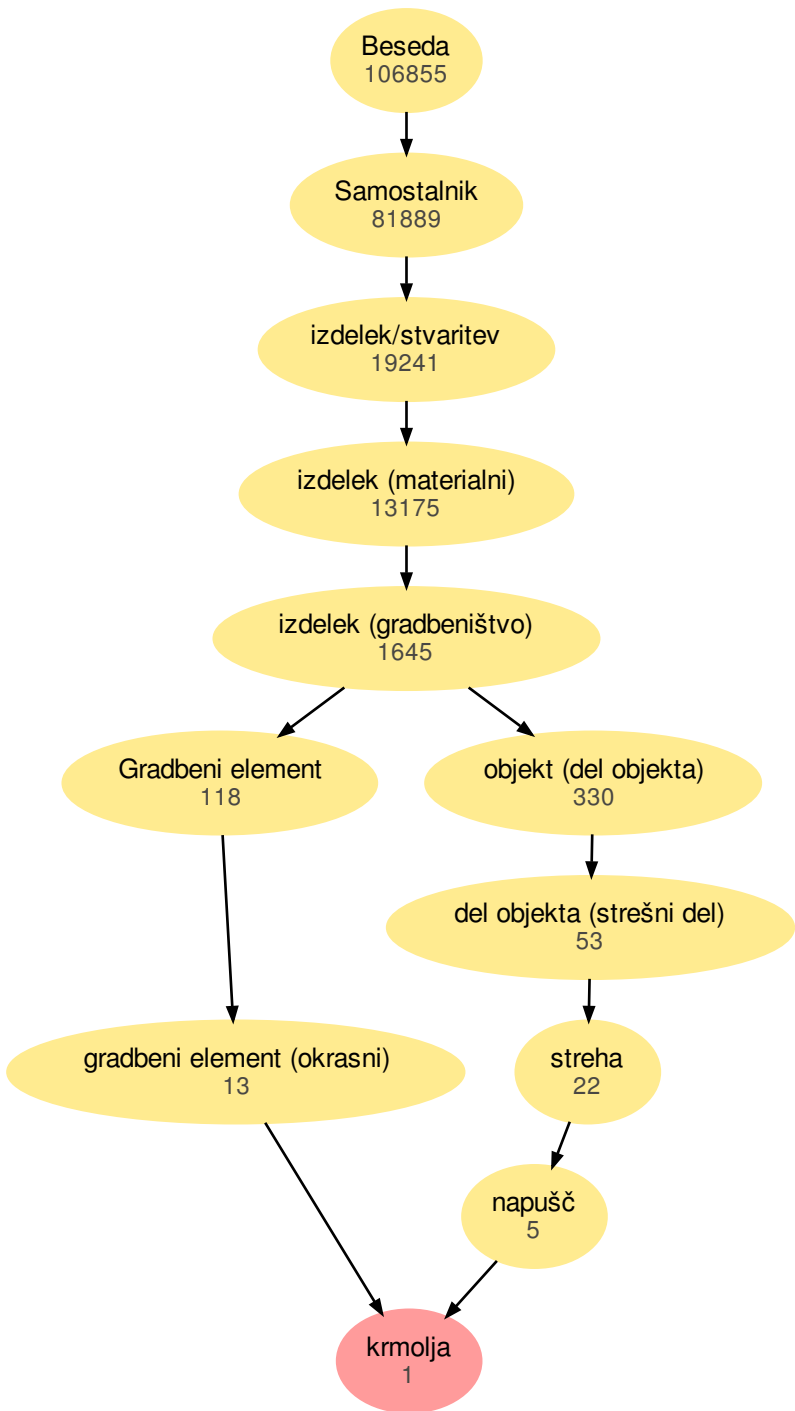 Beseda
106855
Samostalnik
81889
izdelek/stvaritev
19241
izdelek (materialni)
13175
izdelek (gradbeništvo)
1645
Gradbeni element
118
objekt (del objekta)
330
del objekta (strešni del)
53
gradbeni element (okrasni)
13
streha
22
napušč
5
krmolja
1